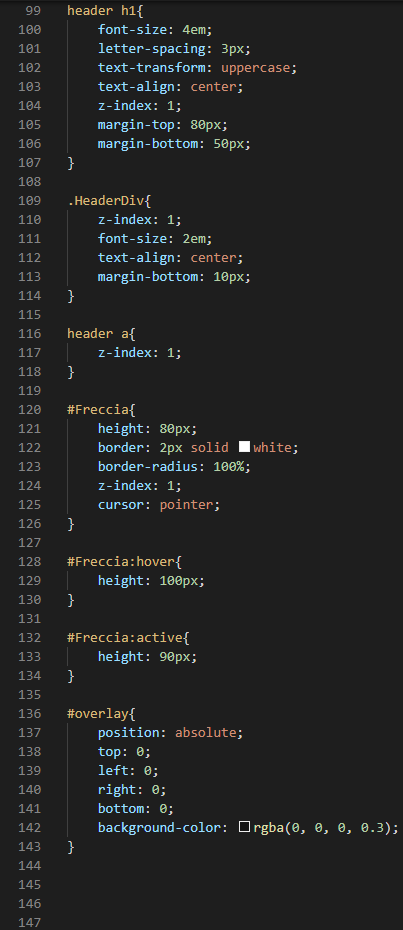 99 header h1{
100 font-size: 4em;
101 letter-spacing: 3px;
102 text-transform: uppercase;
103 text-align: center;
104 z-index: 1;
105 margin-top: 80px;
106 margin-bottom: 50px;
107 }
108
109 .HeaderDiv{
110 z-index: 1;
111 font-size: 2em;
112 text-align: center;
113 margin-bottom: 10px;
114 }
115
116 header a{
117 z-index: 1;
118 }
119
120 #Freccia{
121 height: 80px;
122 border: 2px solid white;
123 border-radius: 100%;
124 z-index: 1;
125 cursor: pointer;
126 }
127
128 #Freccia:hover{
129 height: 100px;
130 }
131
132 #Freccia:active{
133 height: 90px;
134 }
135
136 #overlay{
137 position: absolute;
138 top: 0;
139 left: 0;
140 right: 0;
141 bottom: 0;
142 background-color: rgba(0, 0, 0, 0.3);
143 }
144
145
146
147